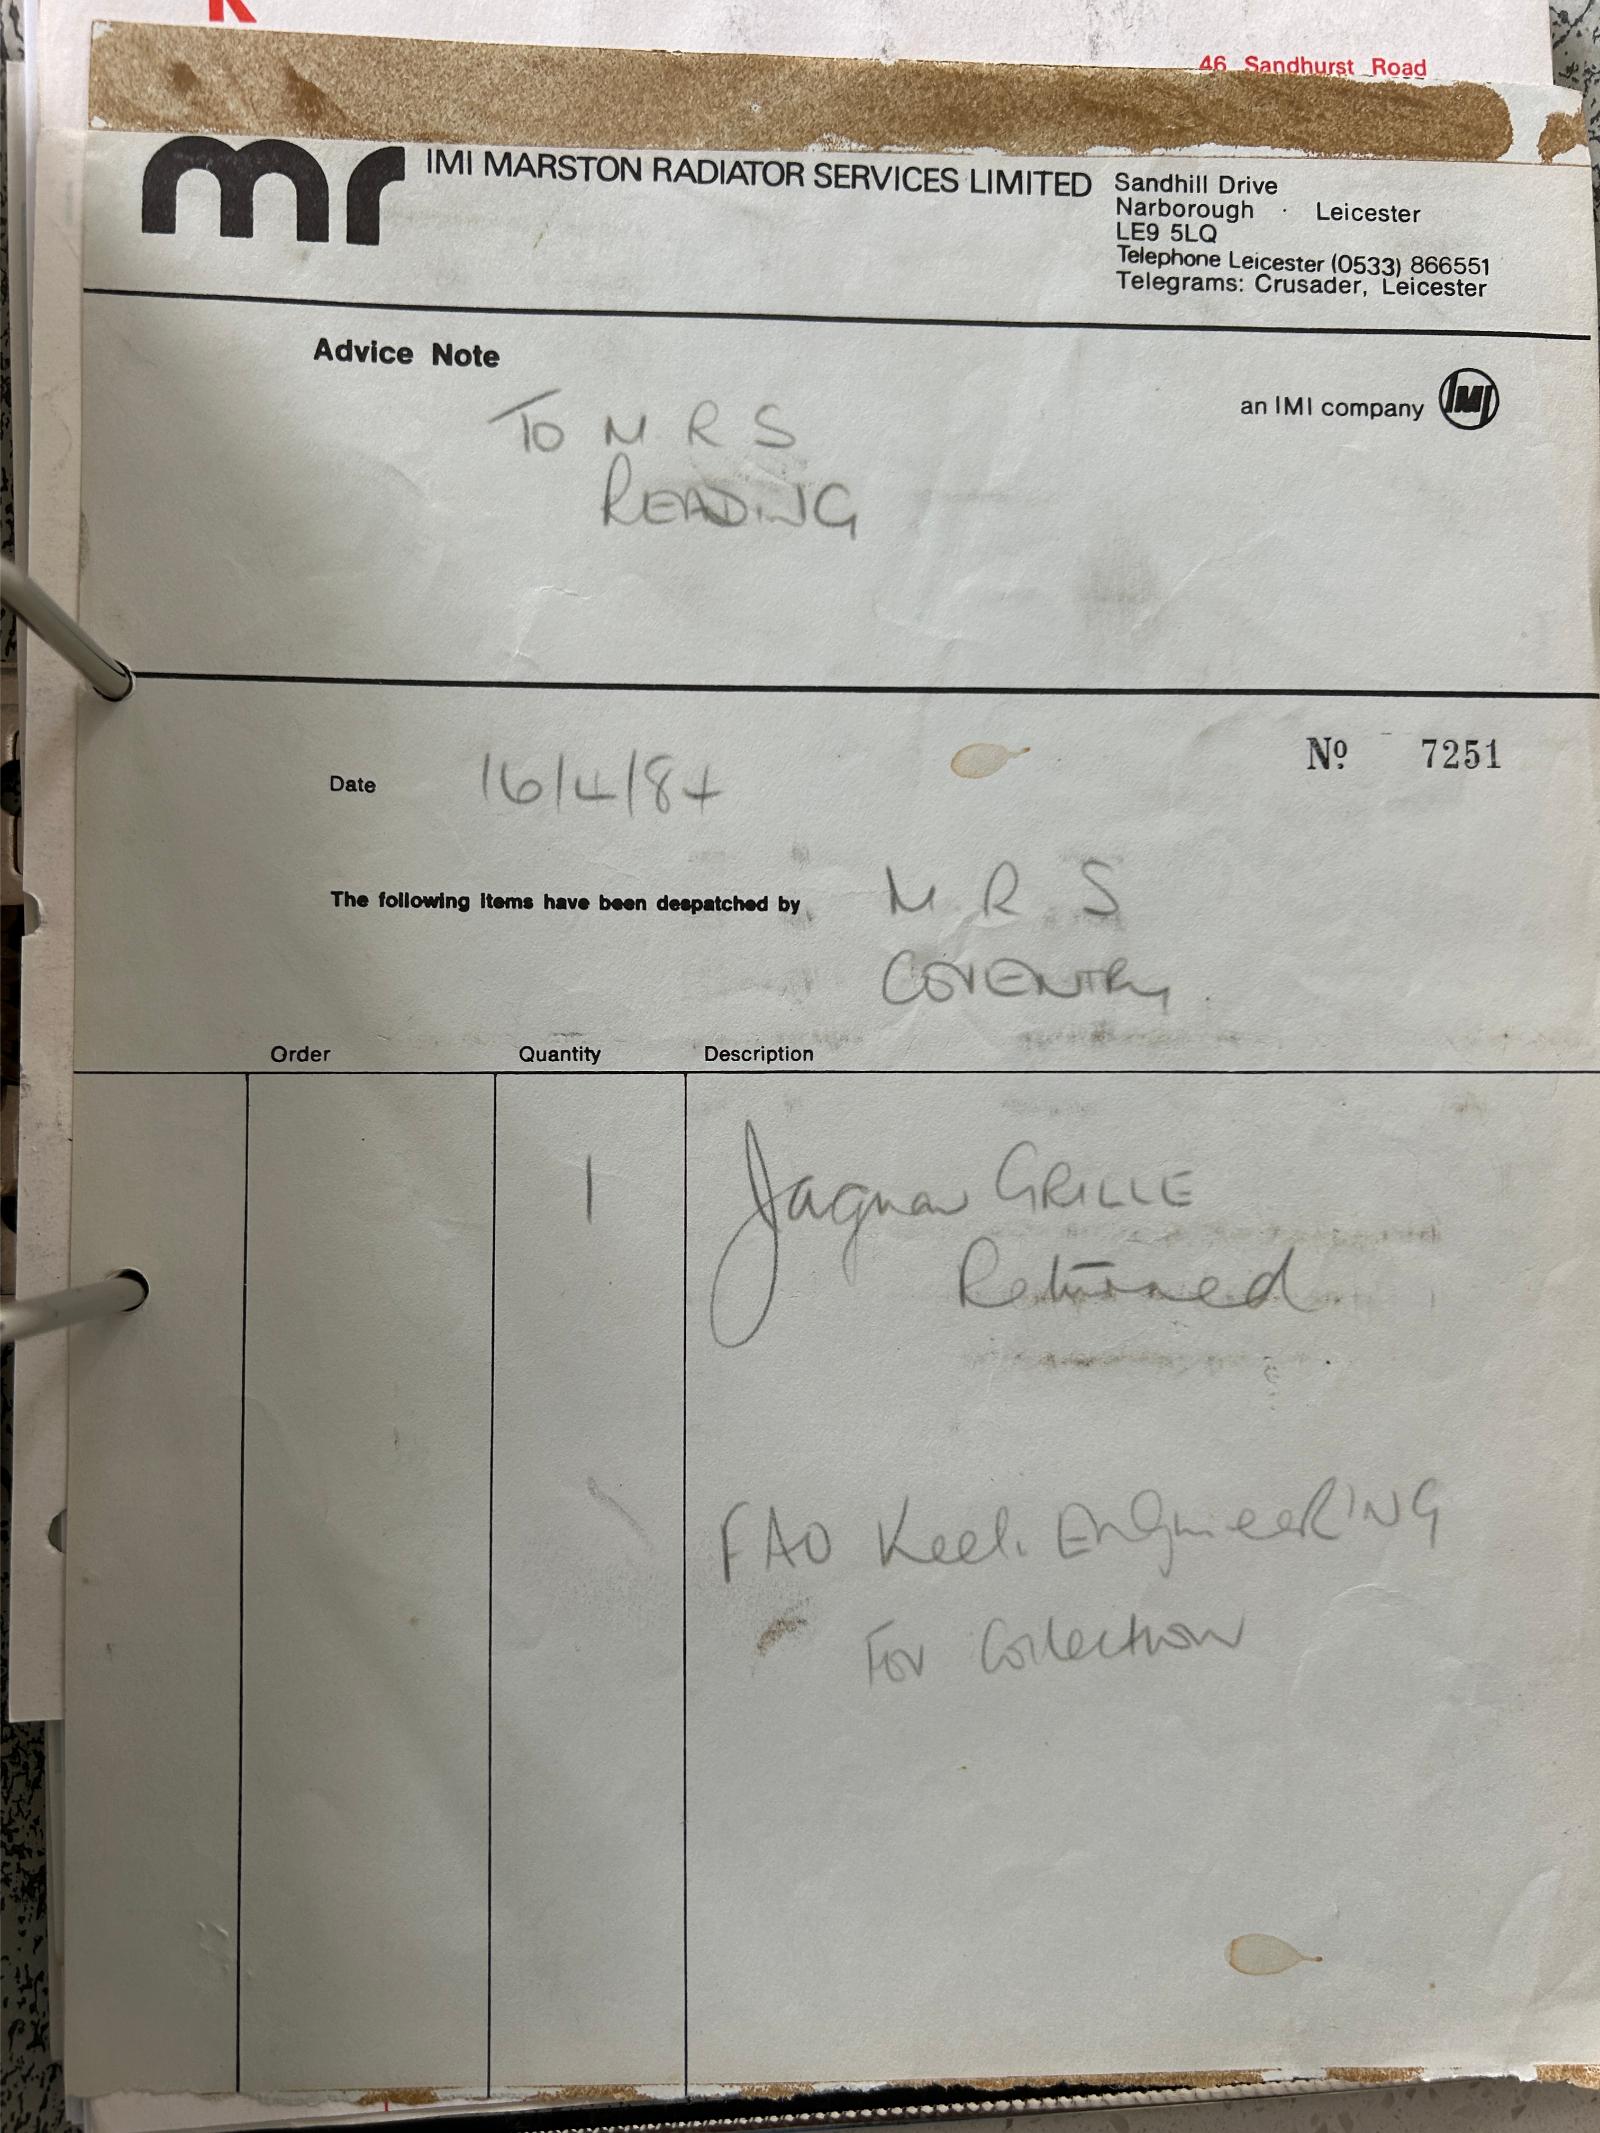 K
46 Sandhurst Road
mr IMI MARSTON RADIATOR SERVICES LIMITED
Sandhill Drive
Narborough · Leicester
LE9 5LQ
Telephone Leicester (0533) 866551
Telegrams: Crusader, Leicester
Advice Note
an IMI company IMI
To M.R.S
READING
Nº 7251
Date 16/4/84
The following items have been despatched by M.R.S
COVENTRY.
Order Quantity Description
1 Jaguar GRILLE
Returned
FAO Keel. EngineeRING
For Collection